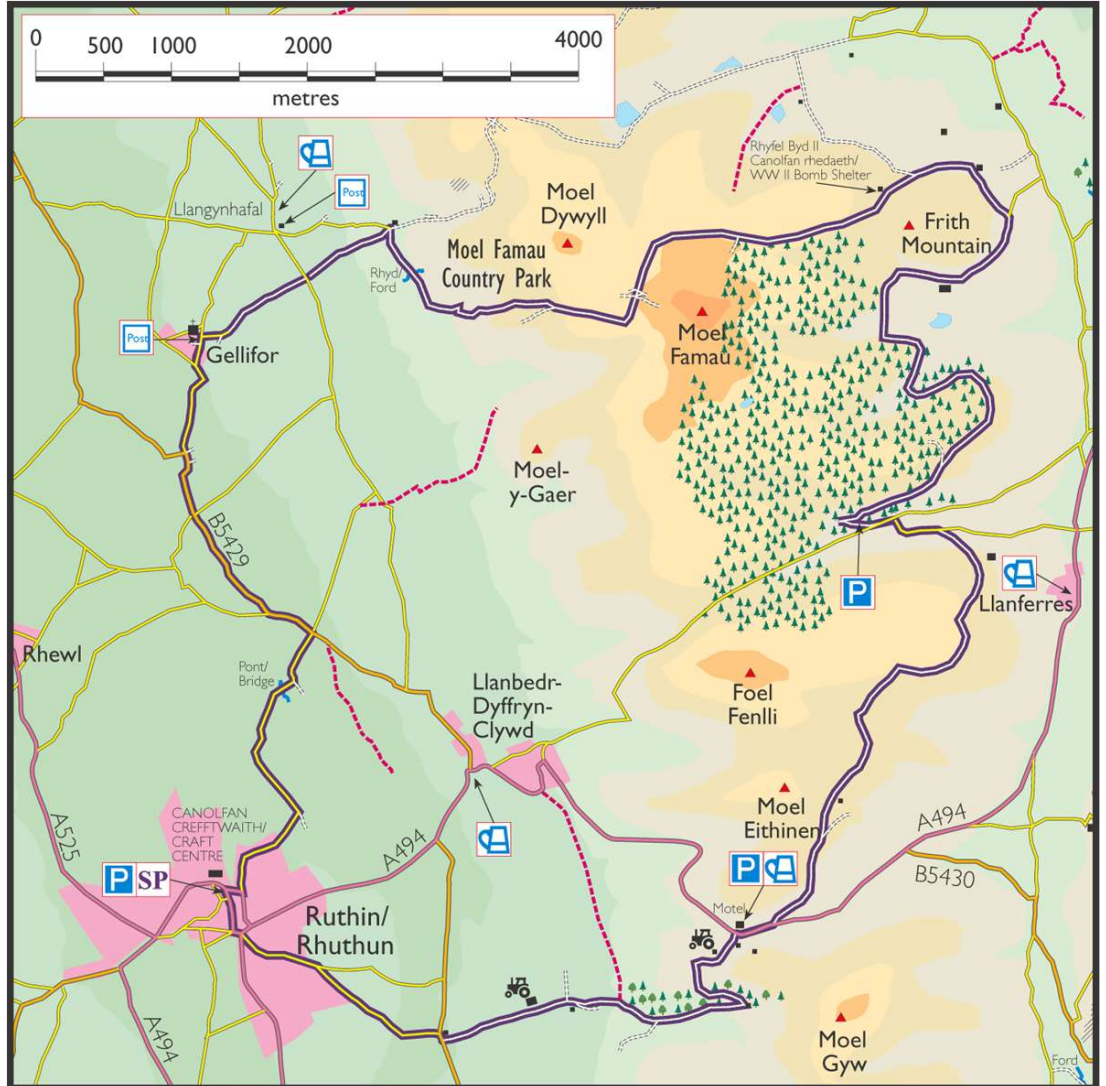 0 500 1000 2000 4000
metres
Rhyfel Byd II
Canolfan rhedaeth/
WW II Bomb Shelter
Post
Llangynhafal
Moel
Dywyll
Frith
Mountain
Moel Famau
Country Park
Rhyd/
Ford
Post
Gellifor
Moel
Famau
Moel-
y-Gaer
B5429
P
Llanferres
Rhewl
Pont/
Bridge
Llanbedr-
Dyffryn-
Clywd
Foel
Fenlli
Moel
Eithinen
A525
CANOLFAN
CREFFTWAITH/
CRAFT
CENTRE
A494
A494
B5430
P SP
P
Motel
Ruthin/
Rhuthun
A494
Moel
Gyw
Ford